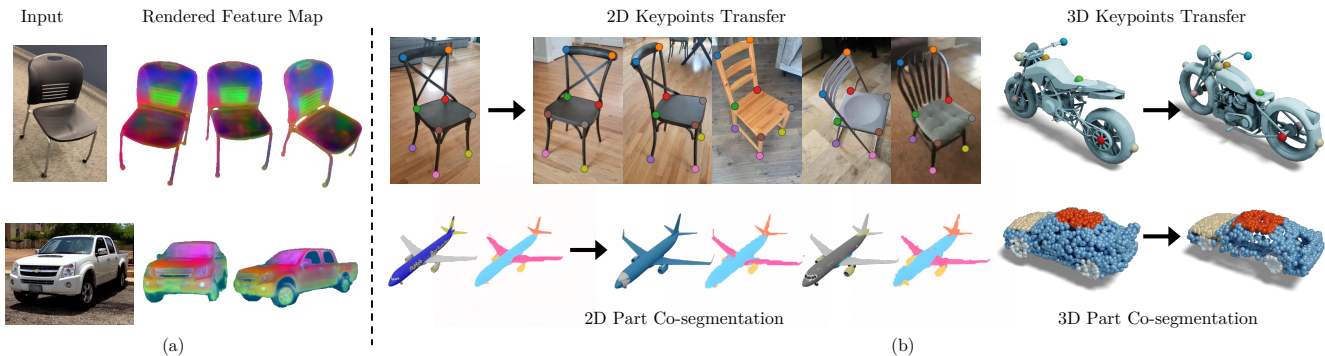 Input
Rendered Feature Map
2D Keypoints Transfer
3D Keypoints Transfer
2D Part Co-segmentation
3D Part Co-segmentation
(a)
(b)